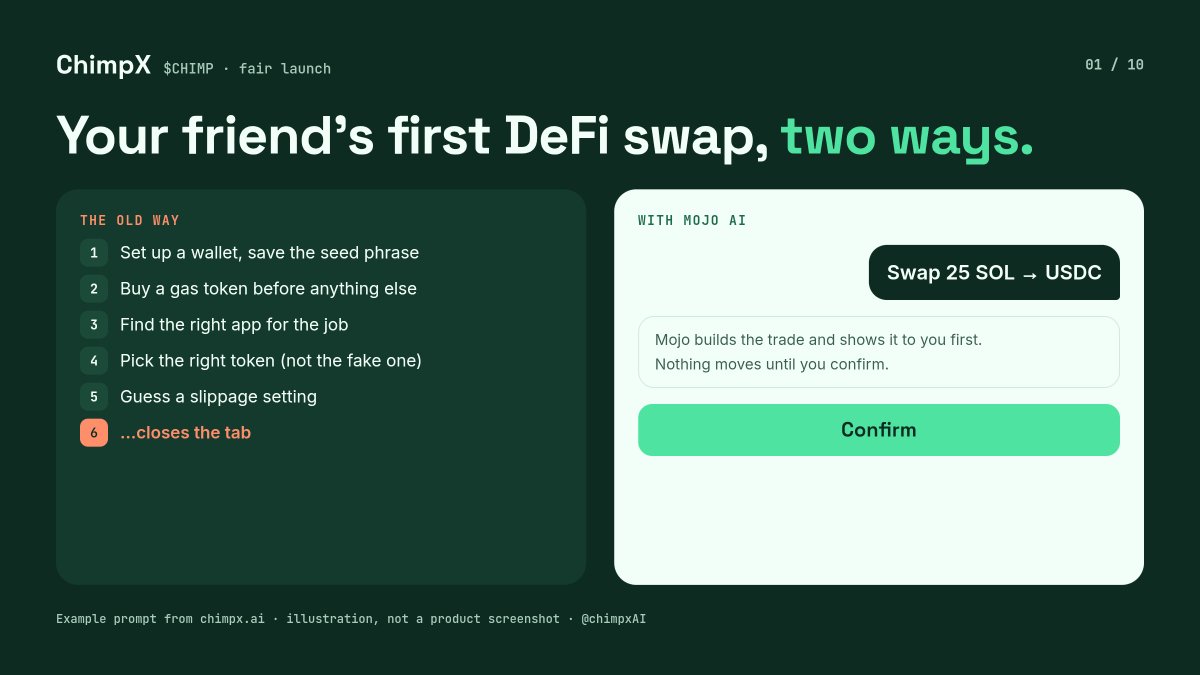 ChimpX $CHIMP · fair launch
01 / 10
Your friend’s first DeFi swap, two ways.
THE OLD WAY
1 Set up a wallet, save the seed phrase
2 Buy a gas token before anything else
3 Find the right app for the job
4 Pick the right token (not the fake one)
5 Guess a slippage setting
6 ...closes the tab
WITH MOJO AI
Swap 25 SOL → USDC
Mojo builds the trade and shows it to you first.
Nothing moves until you confirm.
Confirm
Example prompt from chimpx.ai · illustration, not a product screenshot · @chimpxAI